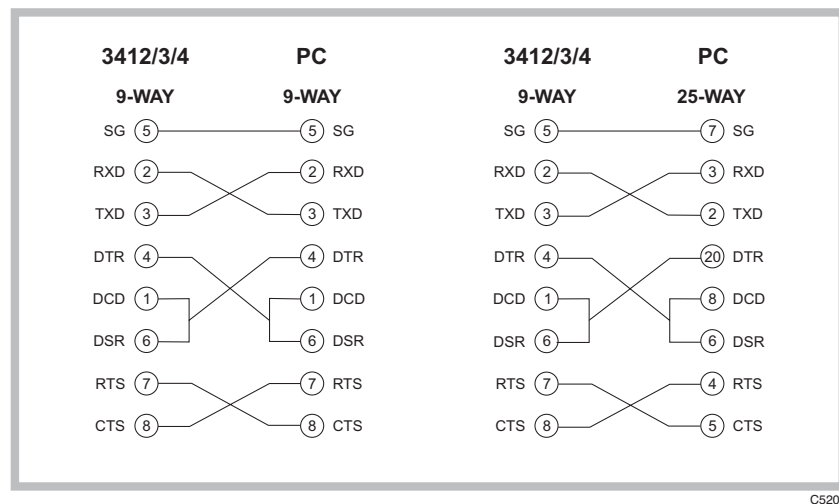 3412/3/4 PC 3412/3/4 PC
9-WAY 9-WAY 9-WAY 25-WAY
SG 5 5 SG SG 5 7 SG
RXD 2 2 RXD RXD 2 3 RXD
TXD 3 3 TXD TXD 3 2 TXD
DTR 4 4 DTR DTR 4 20 DTR
DCD 1 1 DCD DCD 1 8 DCD
DSR 6 6 DSR DSR 6 6 DSR
RTS 7 7 RTS RTS 7 4 RTS
CTS 8 8 CTS CTS 8 5 CTS
C520